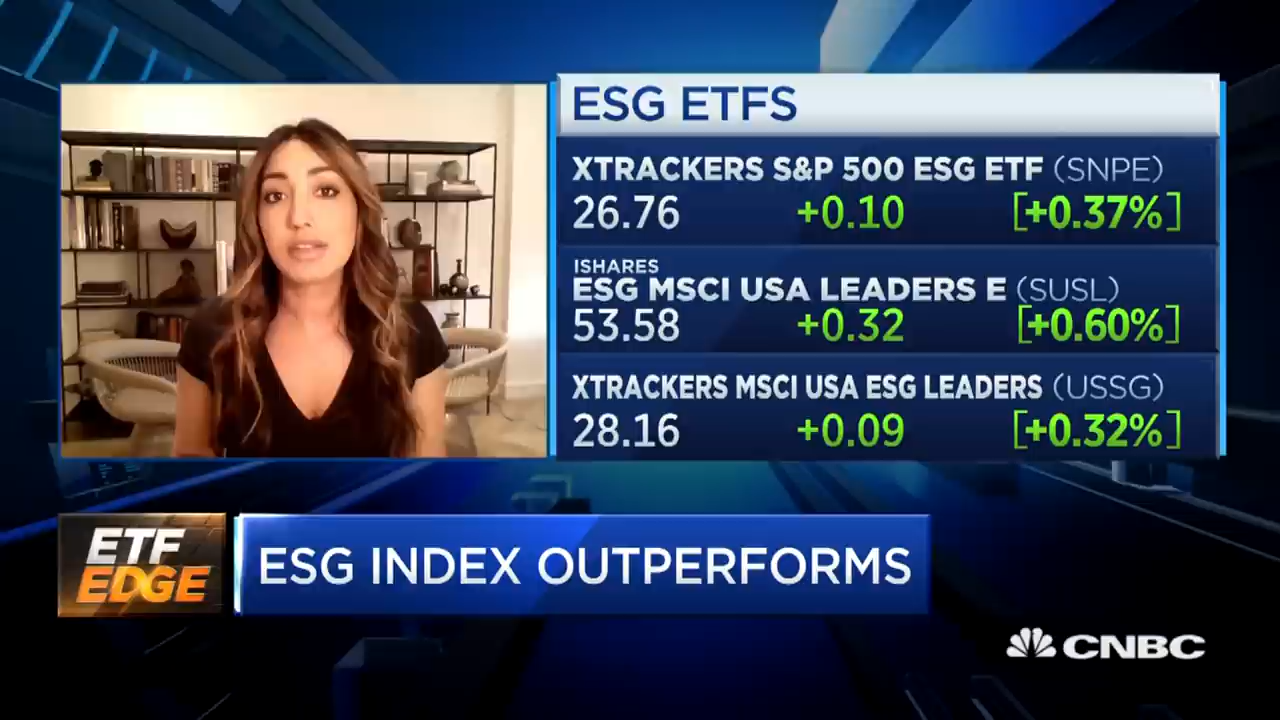 ESG ETFS
XTRACKERS S&P 500 ESG ETF (SNPE)
26.76 +0.10 [+0.37%]
ISHARES
ESG MSCI USA LEADERS E (SUSL)
53.58 +0.32 [+0.60%]
XTRACKERS MSCI USA ESG LEADERS (USSG)
28.16 +0.09 [+0.32%]
ETF
EDGE
ESG INDEX OUTPERFORMS
CNBC